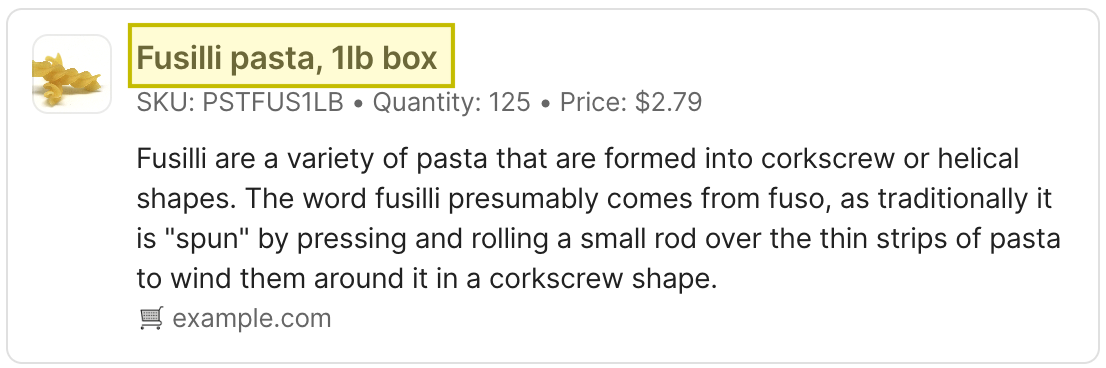 Fusilli pasta, 1lb box
SKU: PSTFUS1LB • Quantity: 125 • Price: $2.79
Fusilli are a variety of pasta that are formed into corkscrew or helical
shapes. The word fusilli presumably comes from fuso, as traditionally it
is "spun" by pressing and rolling a small rod over the thin strips of pasta
to wind them around it in a corkscrew shape.
example.com